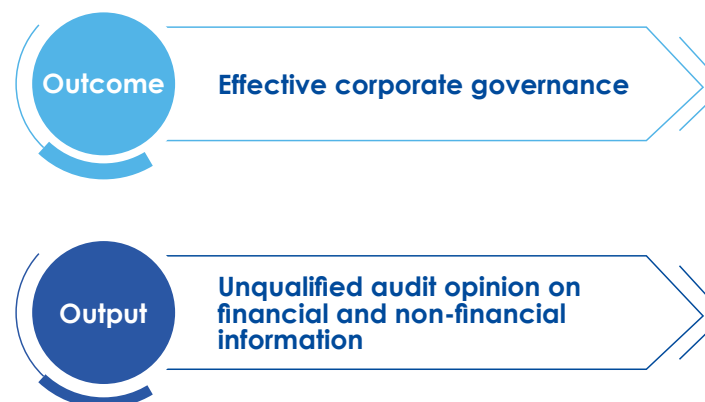 Outcome
Effective corporate governance
Output
Unqualified audit opinion on
financial and non-financial
information